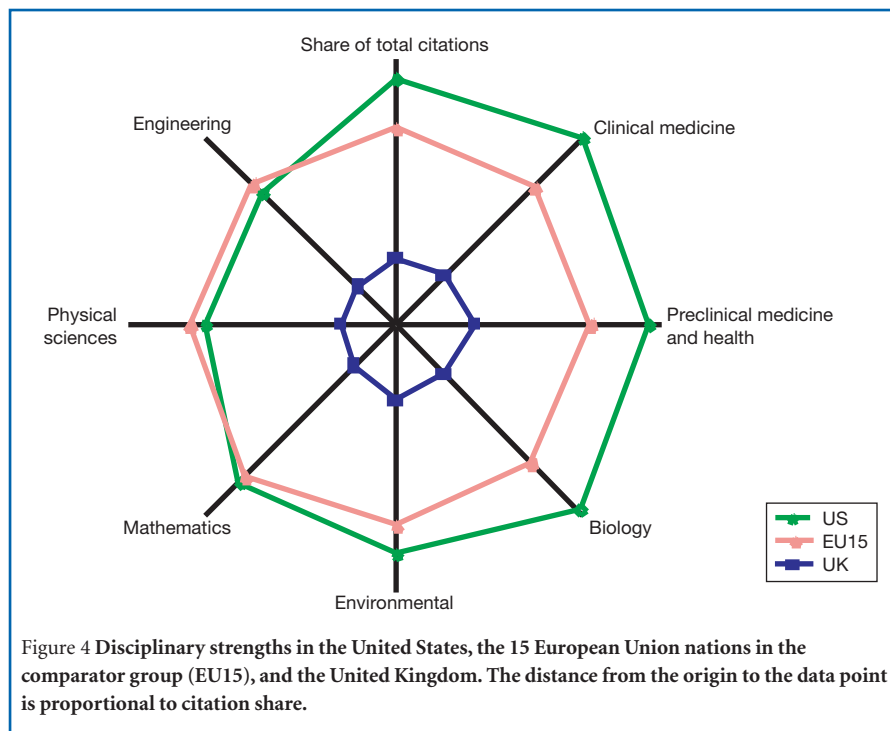 Share of total citations
Engineering
Clinical medicine
Physical
sciences
Preclinical medicine
and health
Mathematics
Biology
Environmental
US
EU15
UK
Figure 4 Disciplinary strengths in the United States, the 15 European Union nations in the
comparator group (EU15), and the United Kingdom. The distance from the origin to the data point
is proportional to citation share.